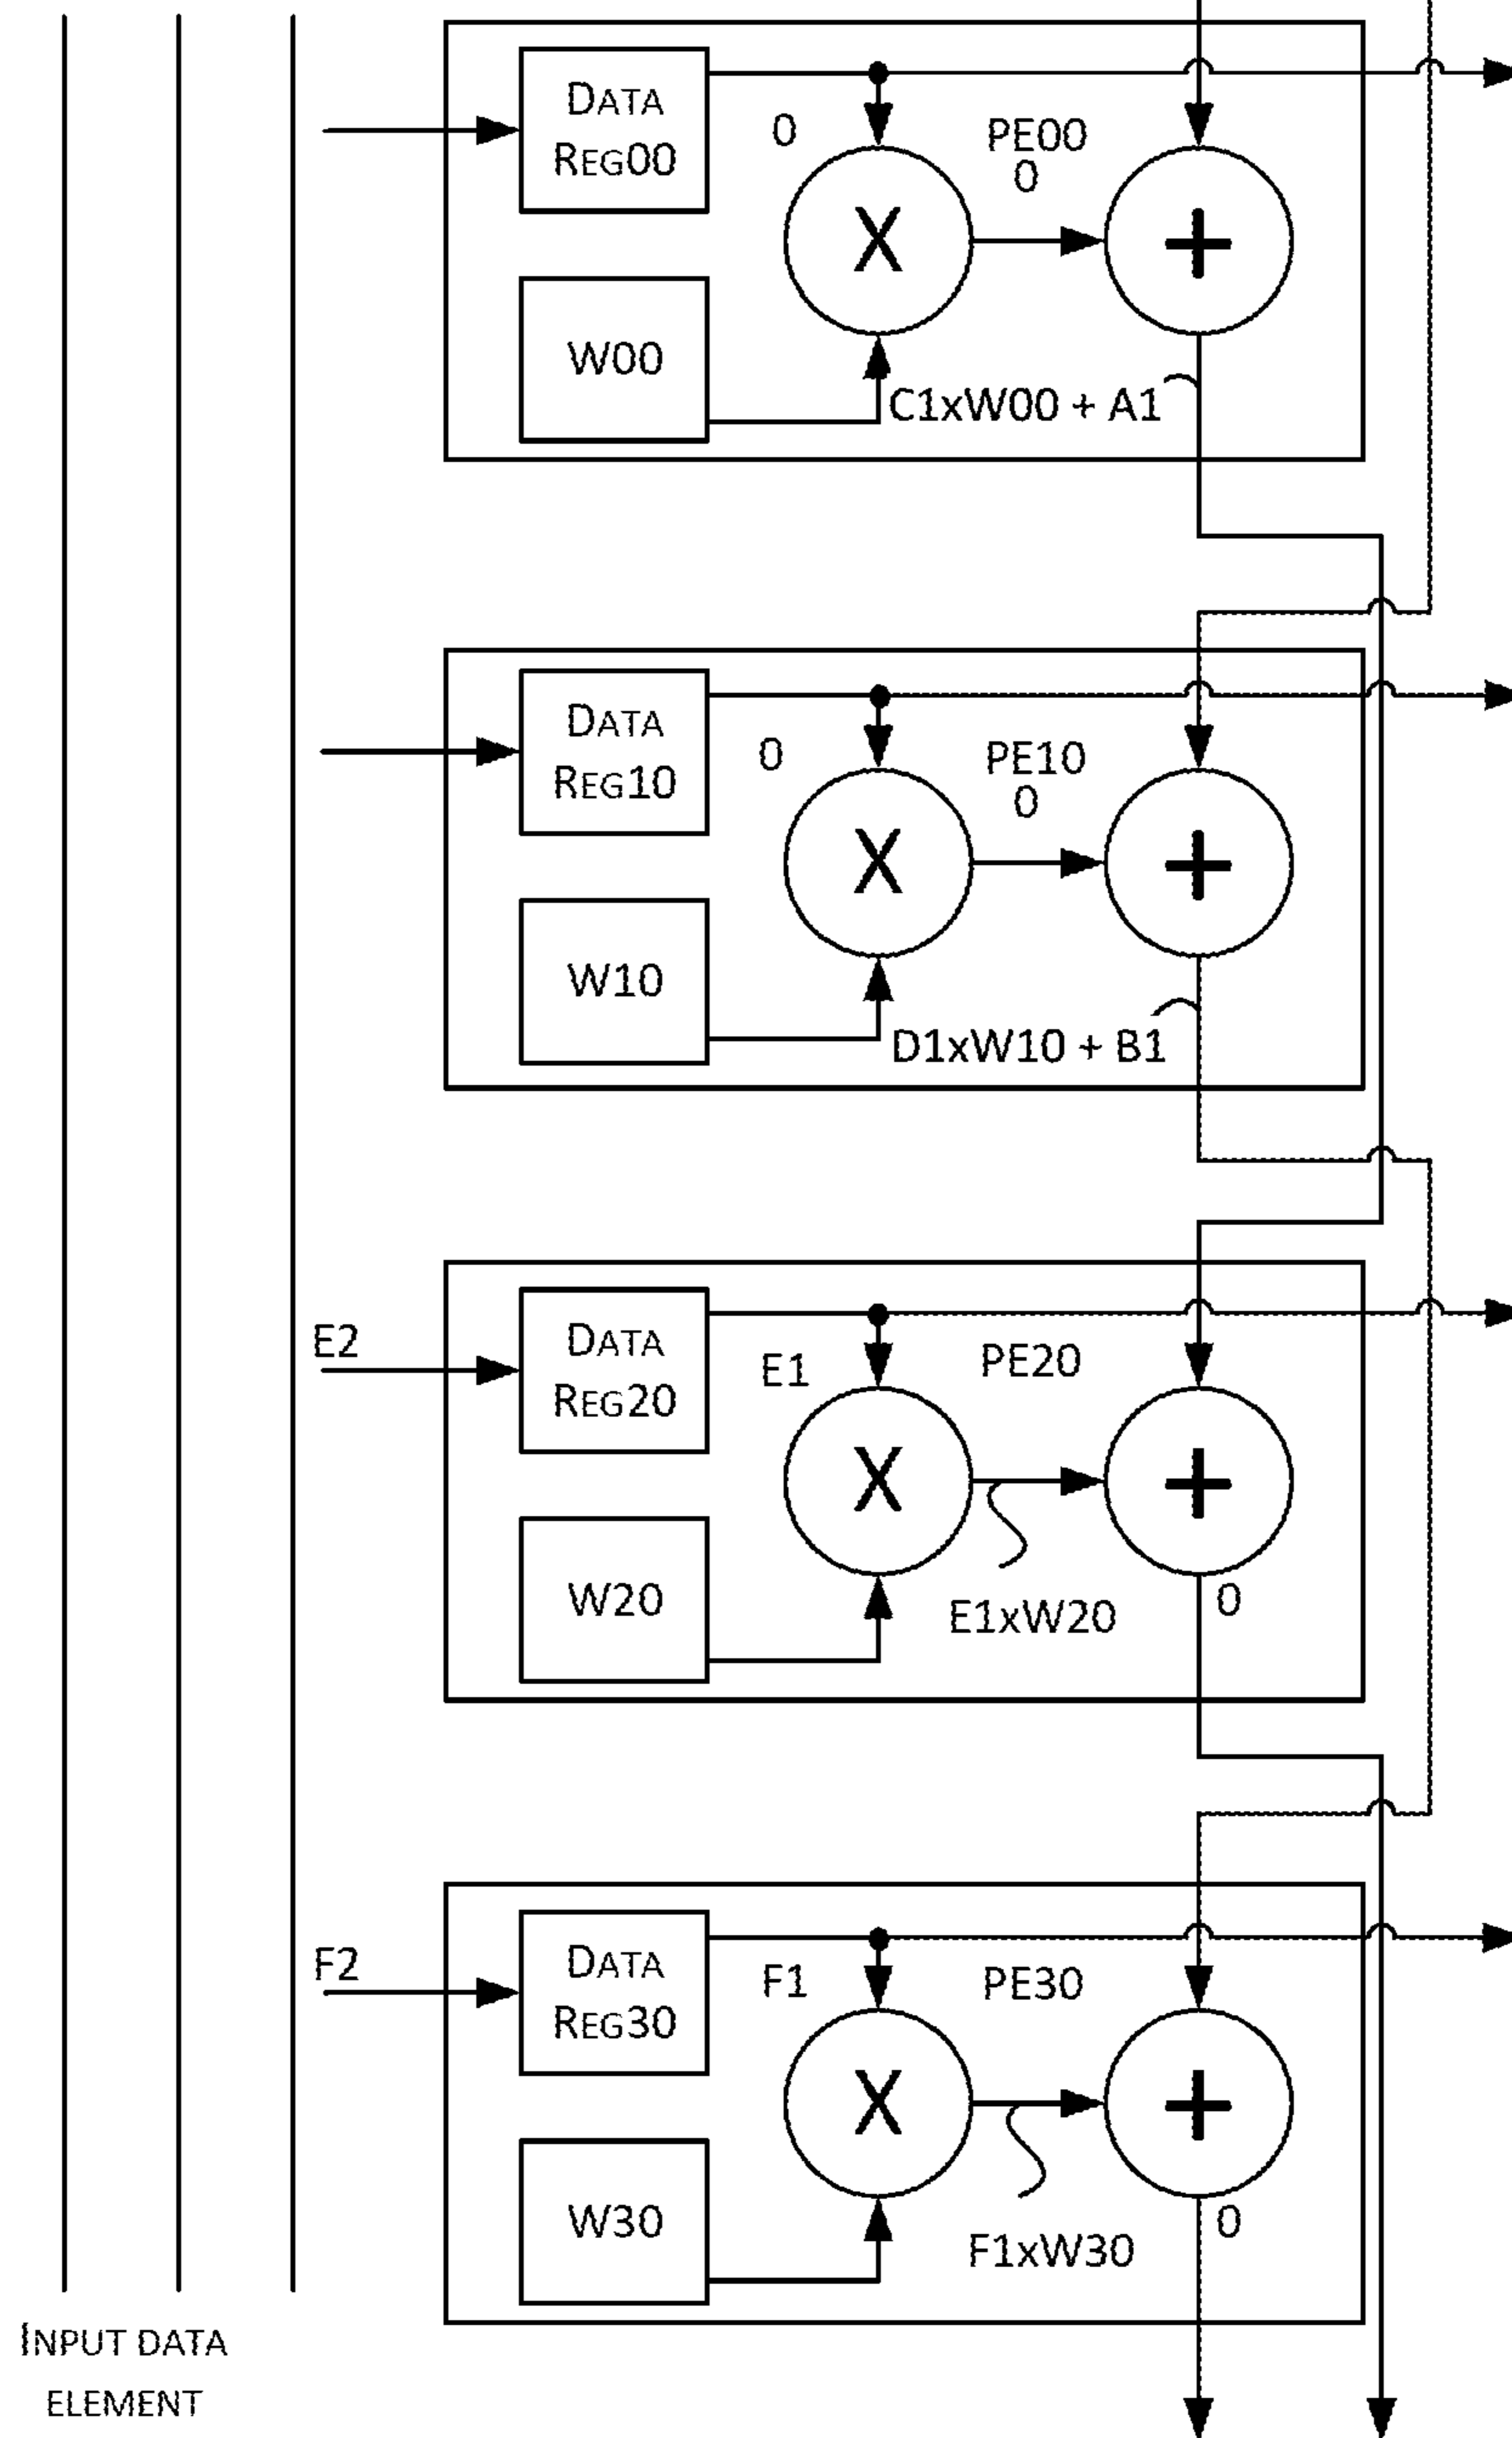 DATA
REG00
0
PE00
0
X
+
W00
C1xW00 + A1
DATA
REG10
0
PE10
0
X
+
W10
D1xW10 + B1
E2
DATA
REG20
E1
PE20
X
+
W20
E1xW20
0
F2
DATA
REG30
F1
PE30
X
+
W30
F1xW30
0
INPUT DATA
ELEMENT